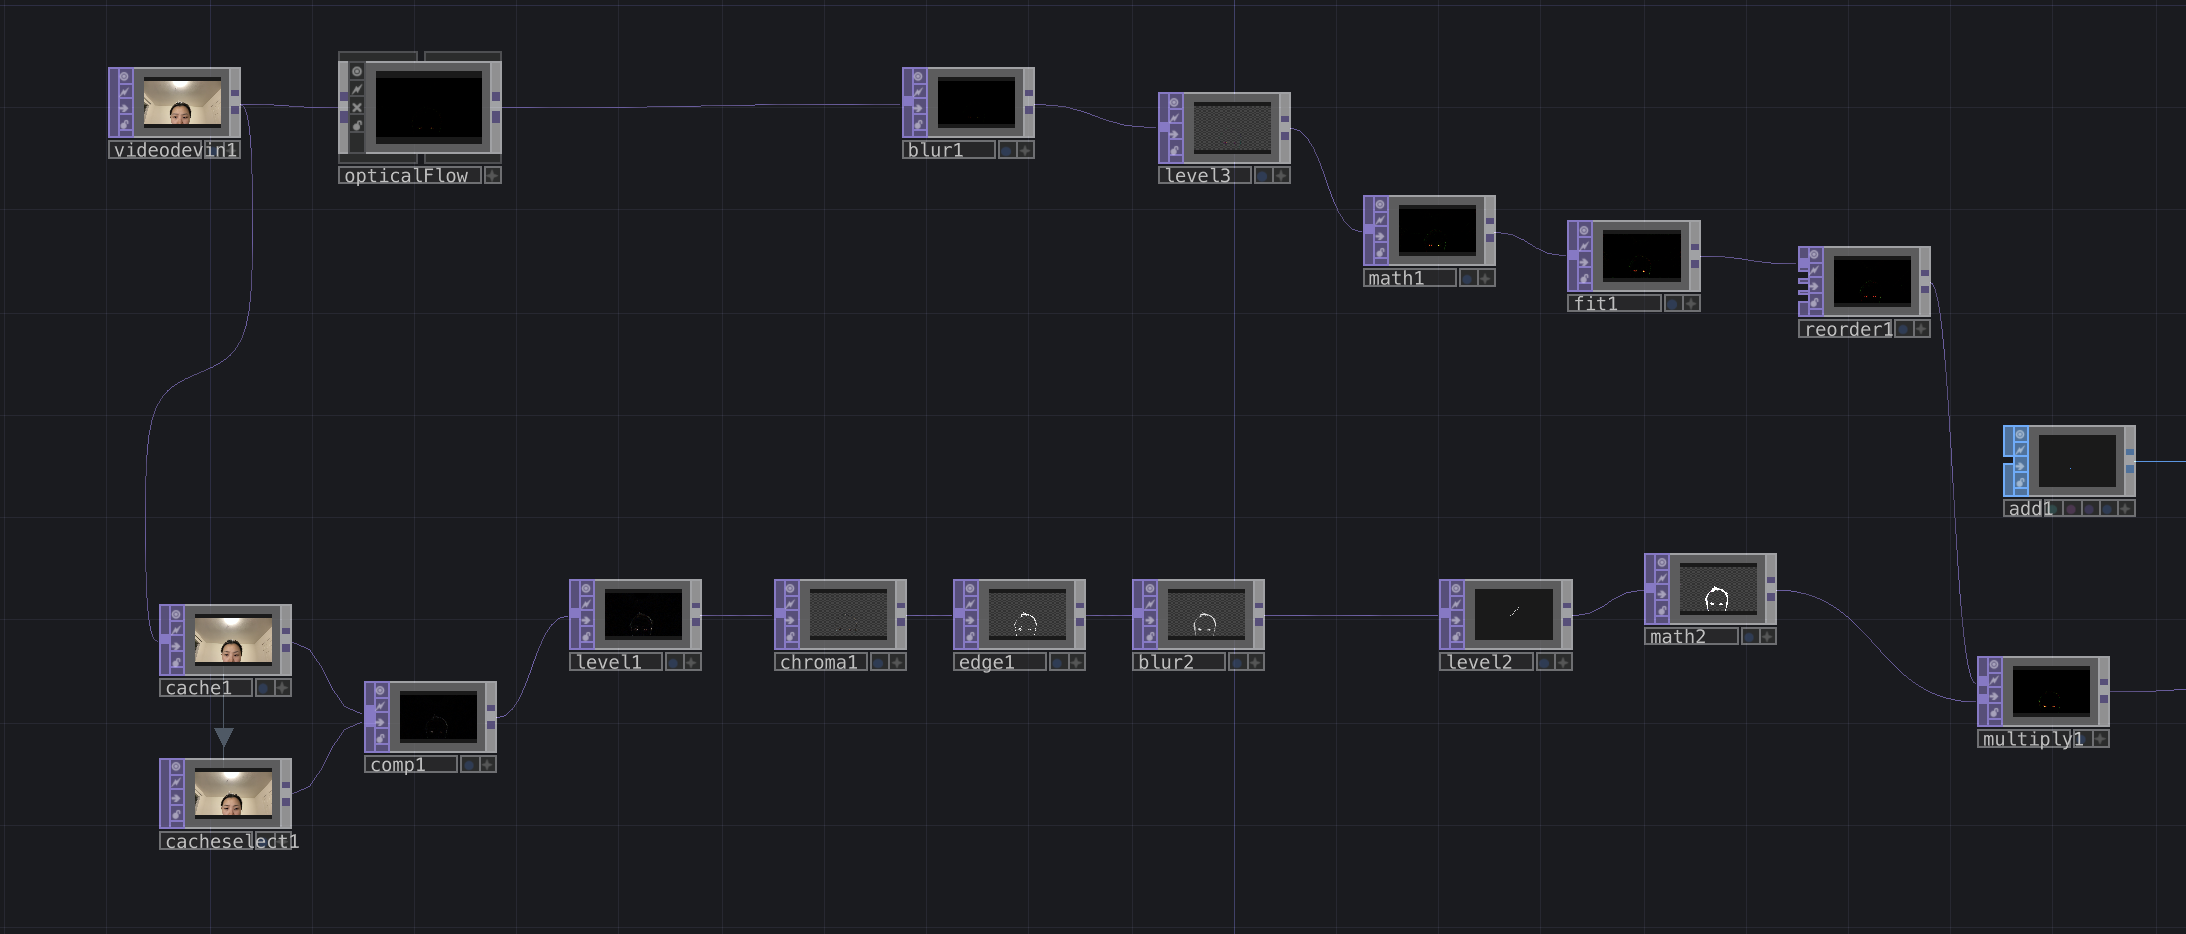 videodevin1
opticalFlow
blur1
level3
math1
fit1
reorder1
add1
math2
level1
chroma1
edge1
blur2
level2
cache1
comp1
multiply1
cacheselect1